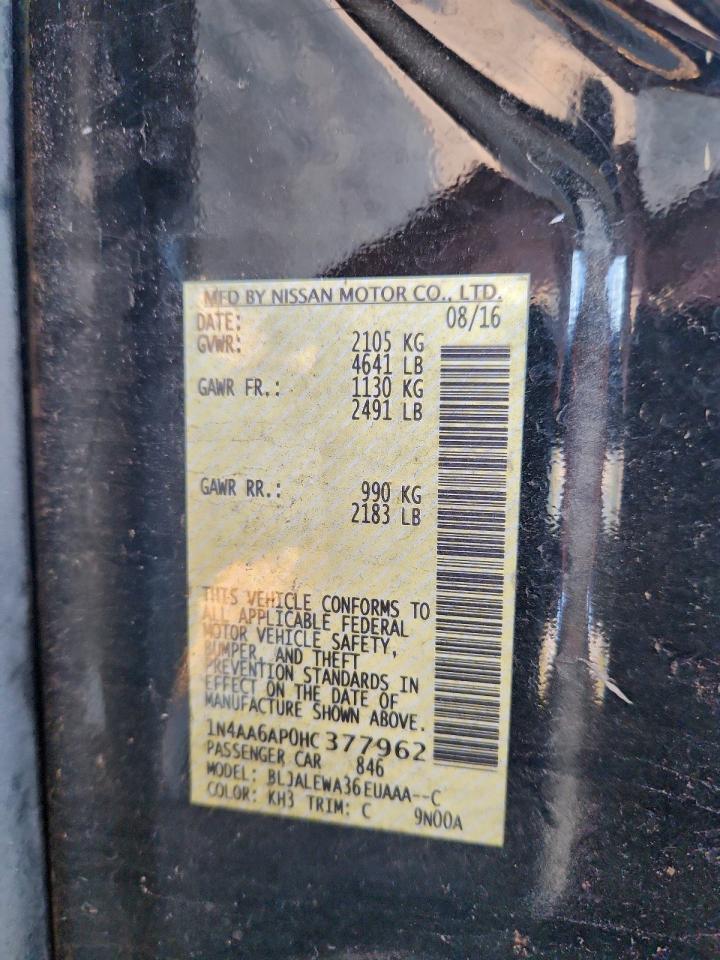 MFD BY NISSAN MOTOR CO., LTD.
DATE: 08/16
GVWR: 2105 KG
4641 LB
GAWR FR.: 1130 KG
2491 LB
GAWR RR.: 990 KG
2183 LB
THIS VEHICLE CONFORMS TO
ALL APPLICABLE FEDERAL
MOTOR VEHICLE SAFETY,
BUMPER, AND THEFT
PREVENTION STANDARDS IN
EFFECT ON THE DATE OF
MANUFACTURE SHOWN ABOVE.
1N4AA6AP0HC377962
PASSENGER CAR 846
MODEL: BLJALEWA36EUAAA--C
COLOR: KH3 TRIM: C 9N00A